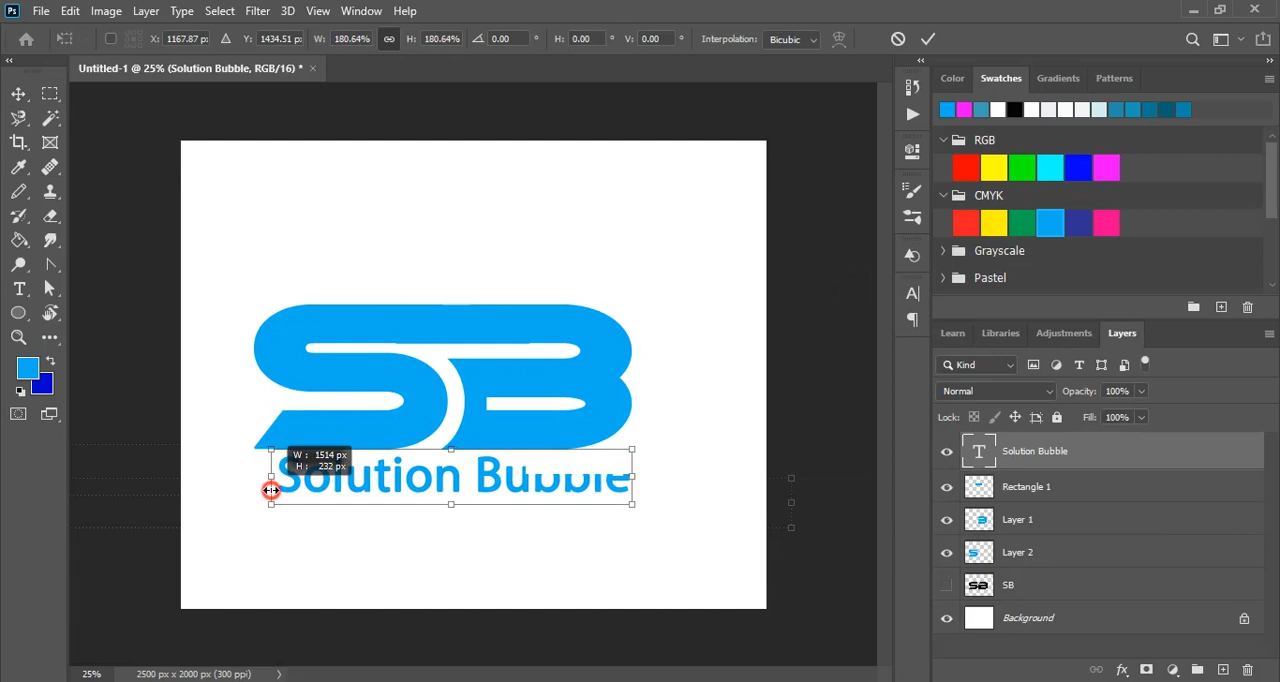 Ps File Edit Image Layer Type Select Filter 3D View Window Help
X: 1167.87 px Y: 1434.51 px W: 180.64% H: 180.64% 0.00 ° H: 0.00 ° V: 0.00 ° Interpolation: Bicubic
Untitled-1 @ 25% (Solution Bubble, RGB/16) * ×
Color Swatches Gradients Patterns
RGB
CMYK
Grayscale
Pastel
SB
W: 1514 px
H: 232 px
Solution Bubble
Learn Libraries Adjustments Layers
Kind
Normal Opacity: 100%
Lock: Fill: 100%
Solution Bubble
Rectangle 1
Layer 1
Layer 2
SB SB
Background
25% 2500 px x 2000 px (300 ppi)